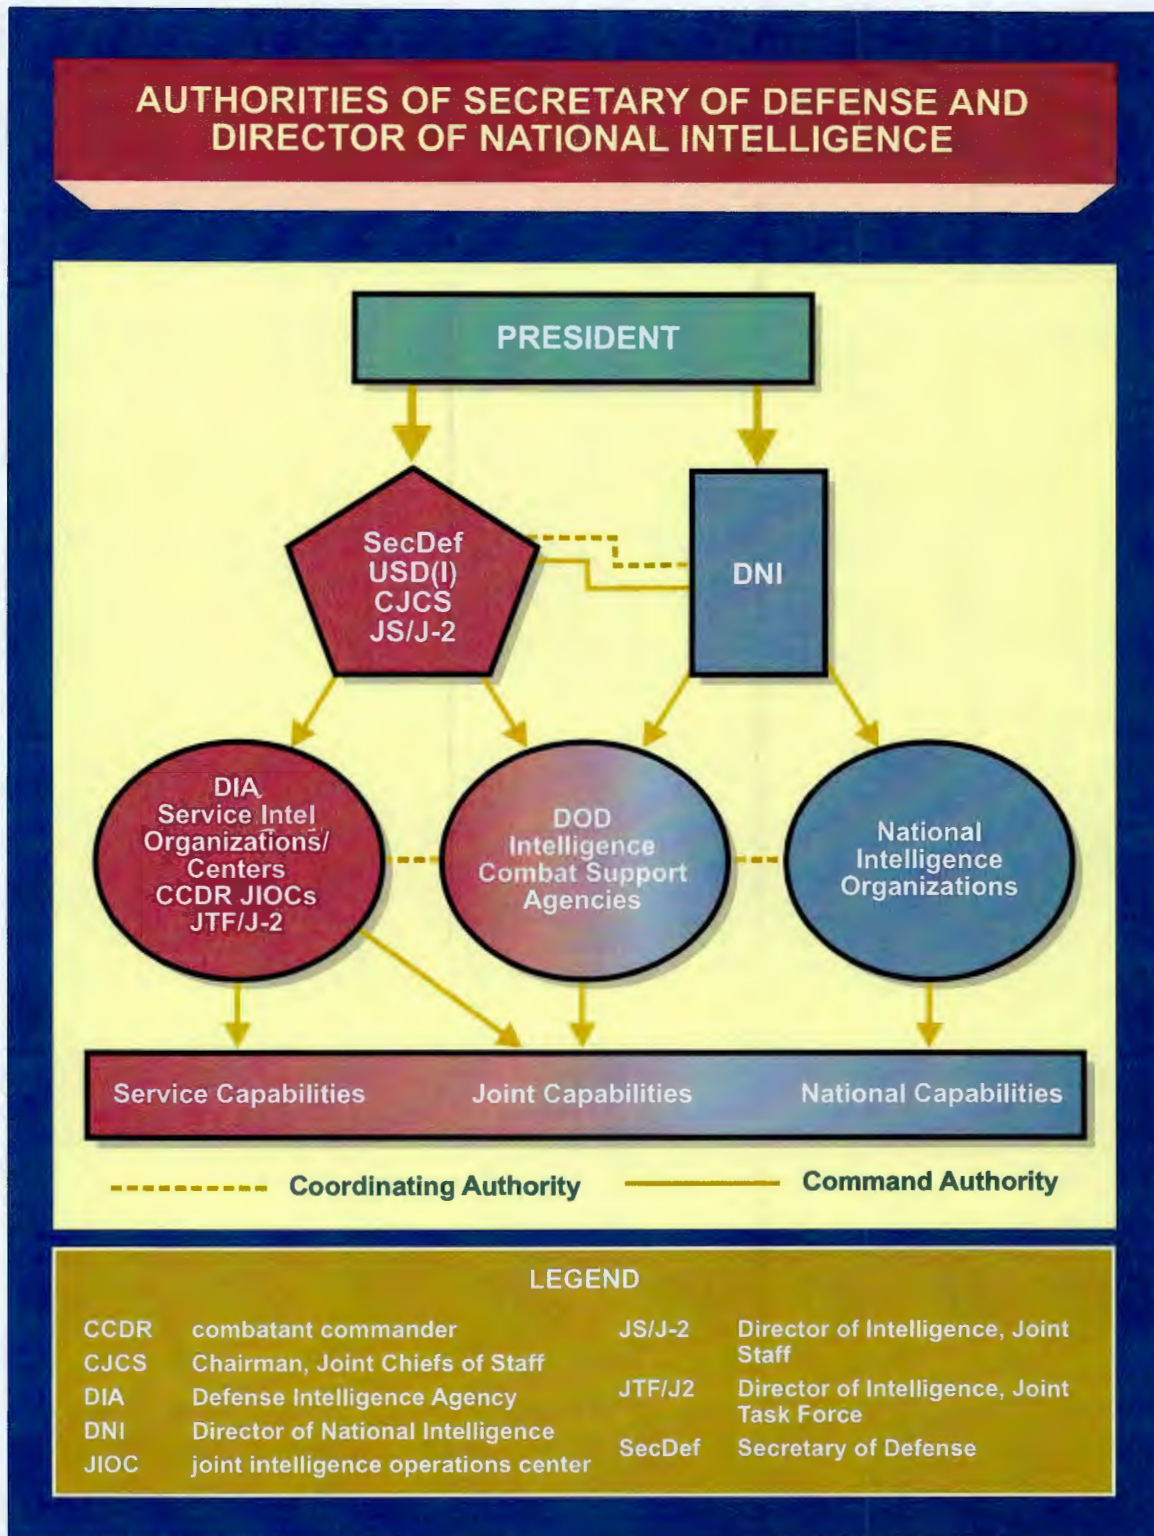 AUTHORITIES OF SECRETARY OF DEFENSE AND
DIRECTOR OF NATIONAL INTELLIGENCE
PRESIDENT
SecDef
USD(I)
CJCS
JS/J-2
DNI
DIA
Service Intel
Organizations/
Centers
CCDR JIOCs
JTF/J-2
DOD
Intelligence
Combat Support
Agencies
National
Intelligence
Organizations
Service Capabilities
Joint Capabilities
National Capabilities
Coordinating Authority
Command Authority
LEGEND
CCDR combatant commander
CJCS Chairman, Joint Chiefs of Staff
DIA Defense Intelligence Agency
DNI Director of National Intelligence
JIOC joint intelligence operations center
JS/J-2 Director of Intelligence, Joint
Staff
JTF/J2 Director of Intelligence, Joint
Task Force
SecDef Secretary of Defense